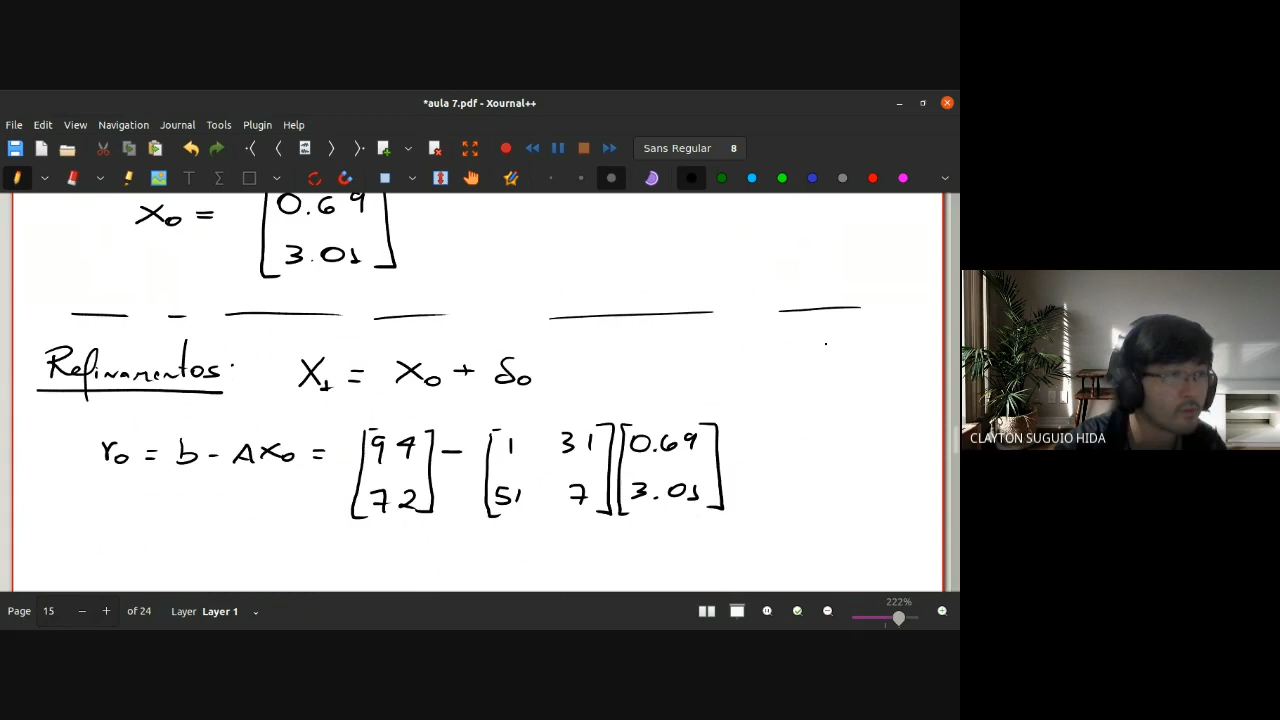 *aula 7.pdf - Xournal++
File Edit View Navigation Journal Tools Plugin Help
Sans Regular 8
X₀ = [0.69
3.01]
Refinamentos. X₁ = X₀ + δ₀
r₀ = b - Ax₀ = [94 72] - [1 31 51 7] [0.69 3.01]
CLAYTON SUGUIO HIDA
Page 15 of 24 Layer Layer 1 222%